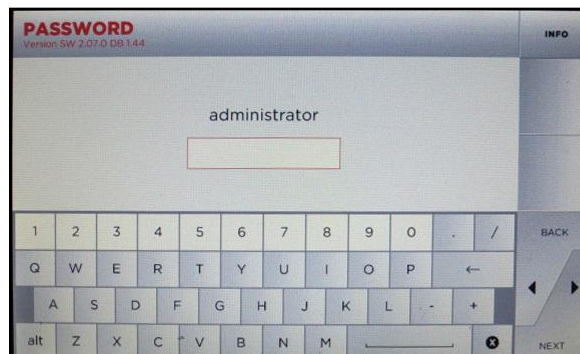 PASSWORD
Version SW 2.07.0 DB 1.44
INFO
administrator
1 2 3 4 5 6 7 8 9 0 . /
BACK
Q W E R T Y U I O P ←
A S D F G H J K L - +
alt Z X C V B N M
NEXT